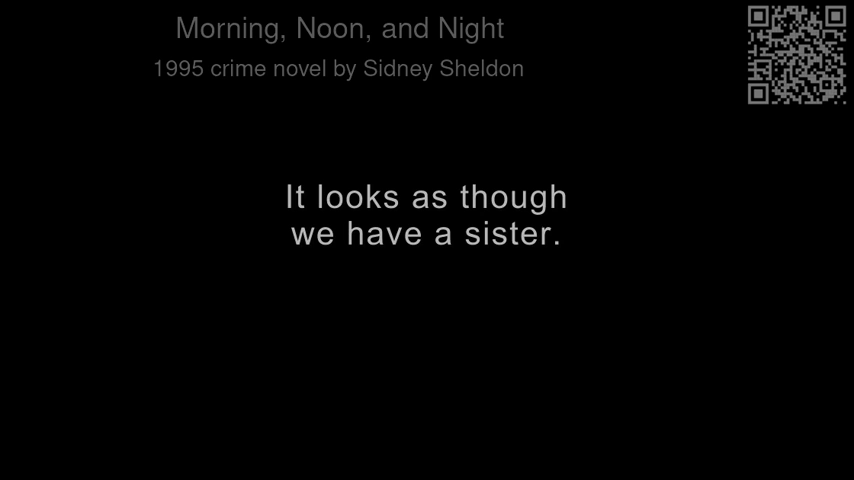 Morning, Noon, and Night
1995 crime novel by Sidney Sheldon
It looks as though
we have a sister.